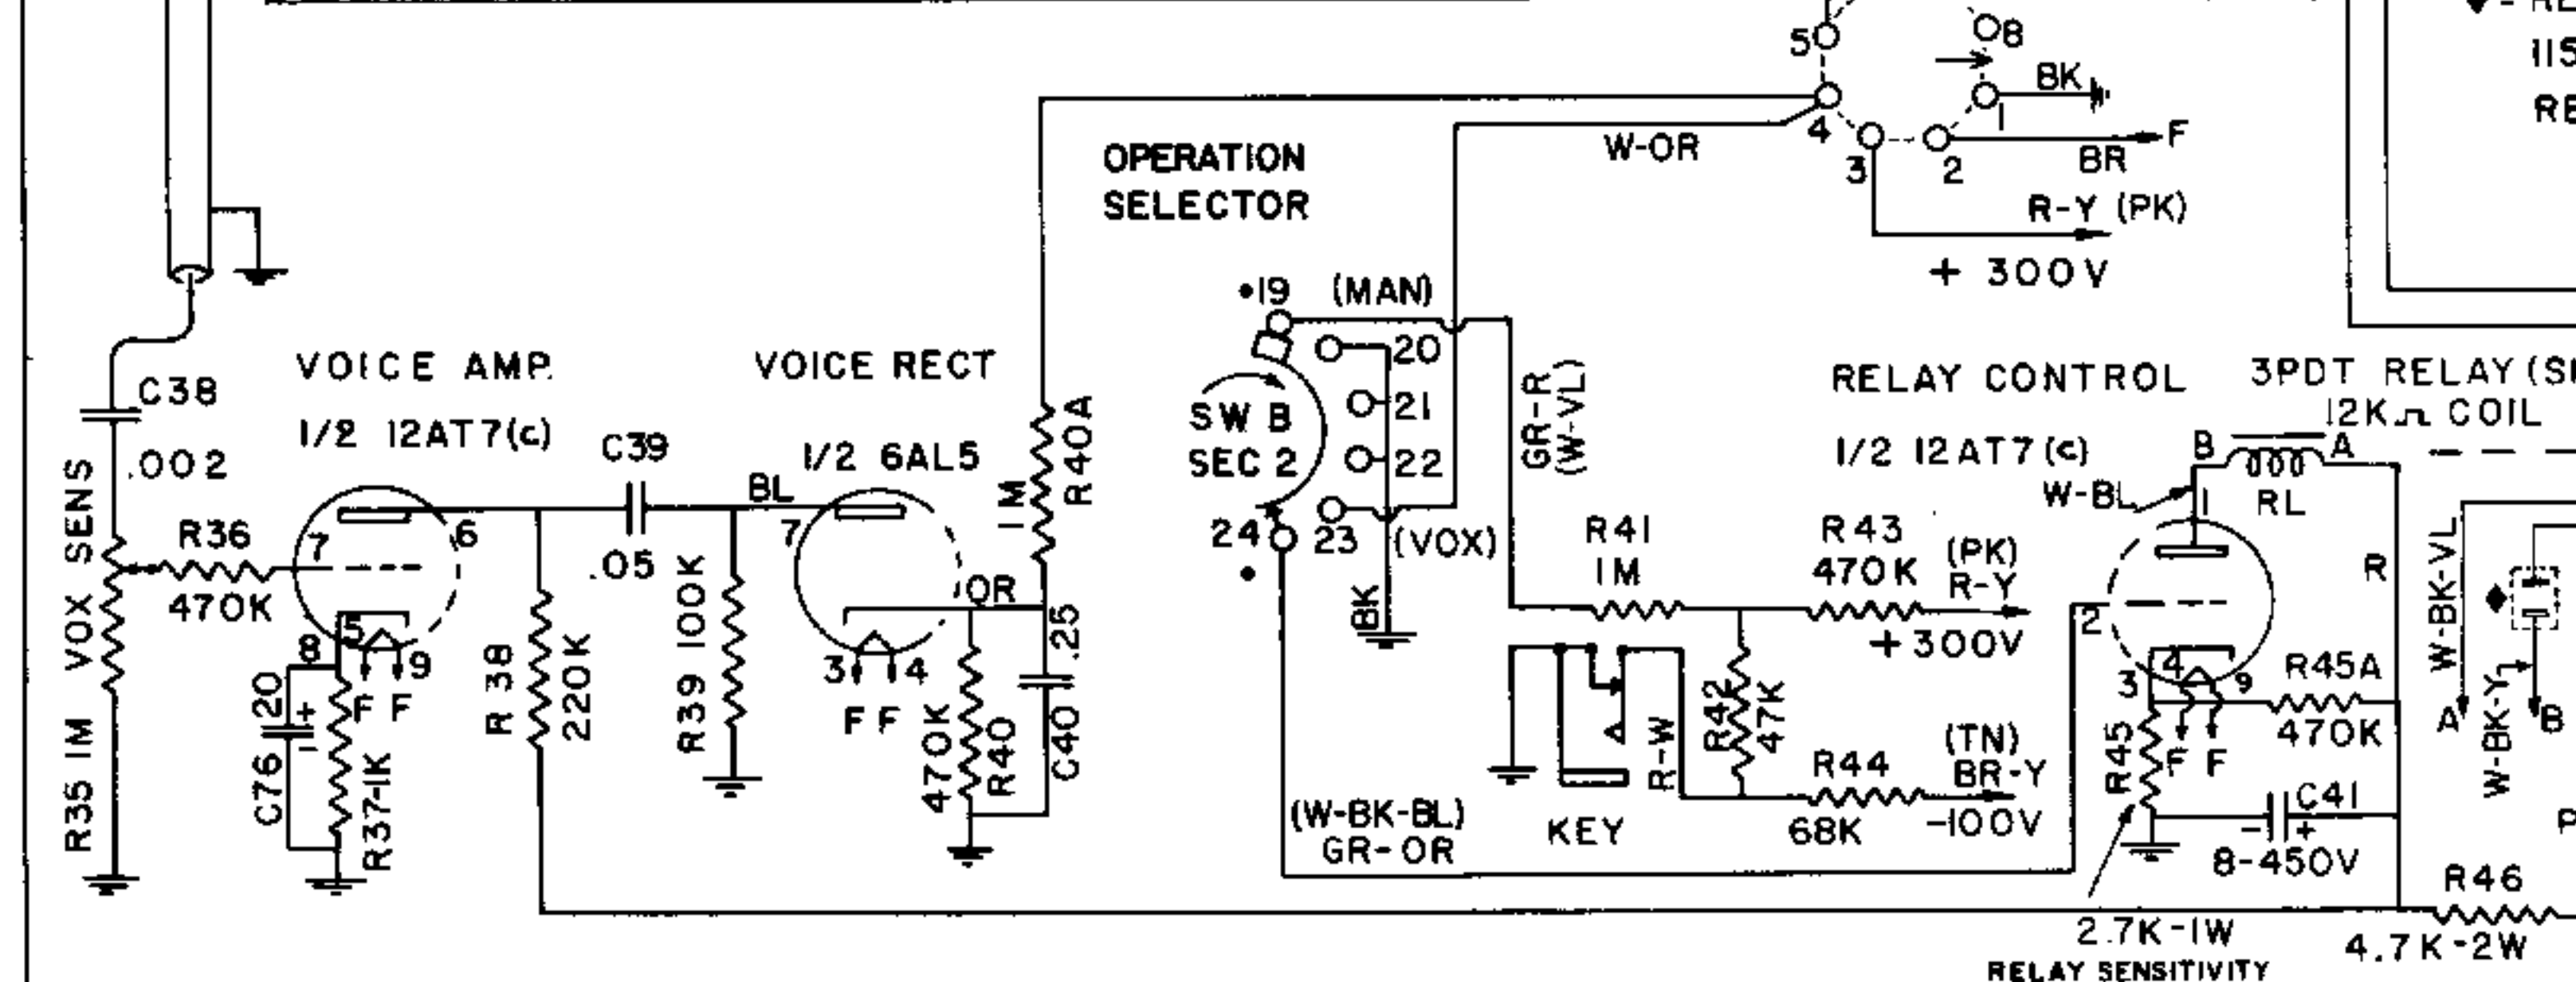 5
8
BK
4
1
W-OR
F
BR
3
2
R-Y (PK)
+ 300V
OPERATION
SELECTOR
•19 (MAN)
20
21
22
23
24
(VOX)
SW B
SEC 2
BK
GR-R
(W-VL)
C38
.002
R35 1M VOX SENS
VOICE AMP.
1/2 12AT7(c)
R36
470K
7
6
5
8
9
F F
C76 20
+
-
R37-1K
R 38
220K
C39
.05
BL
VOICE RECT
1/2 6AL5
7
R39 100K
3 4
F F
OR
470K
R40
C40 .25
1M
R40A
R41
1M
R43
470K
(PK)
R-Y
+300V
R42
47K
R-W
KEY
R44
68K
(TN)
BR-Y
-100V
(W-BK-BL)
GR-OR
RELAY CONTROL
1/2 12AT7(c)
W-BL
1
2
3
4
9
F F
3PDT RELAY
12K Ω COIL
B
A
RL
R
R45A
470K
R45
C41
- +
8-450V
2.7K-1W
RELAY SENSITIVITY
R46
4.7K-2W
W-BK-VL
A
W-BK-Y
B